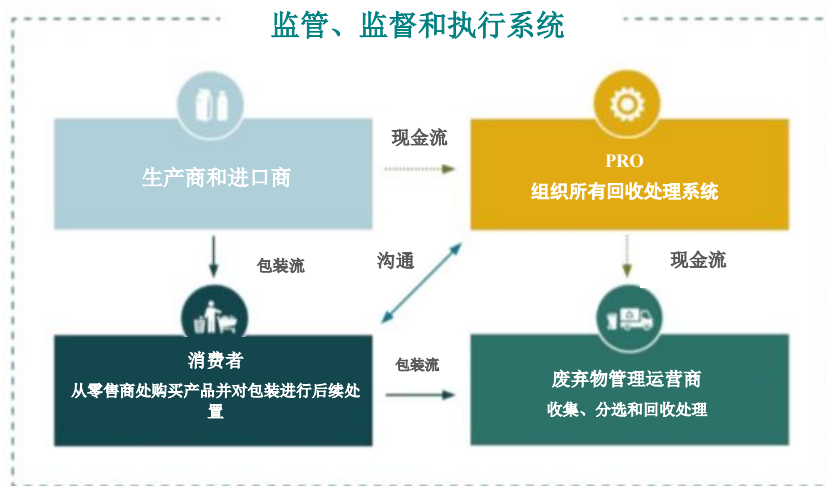 监管、监督和执行系统
生产商和进口商
现金流
PRO
组织所有回收处理系统
包装流
沟通
现金流
消费者
从零售商处购买产品并对包装进行后续处
置
包装流
废弃物管理运营商
收集、分选和回收处理